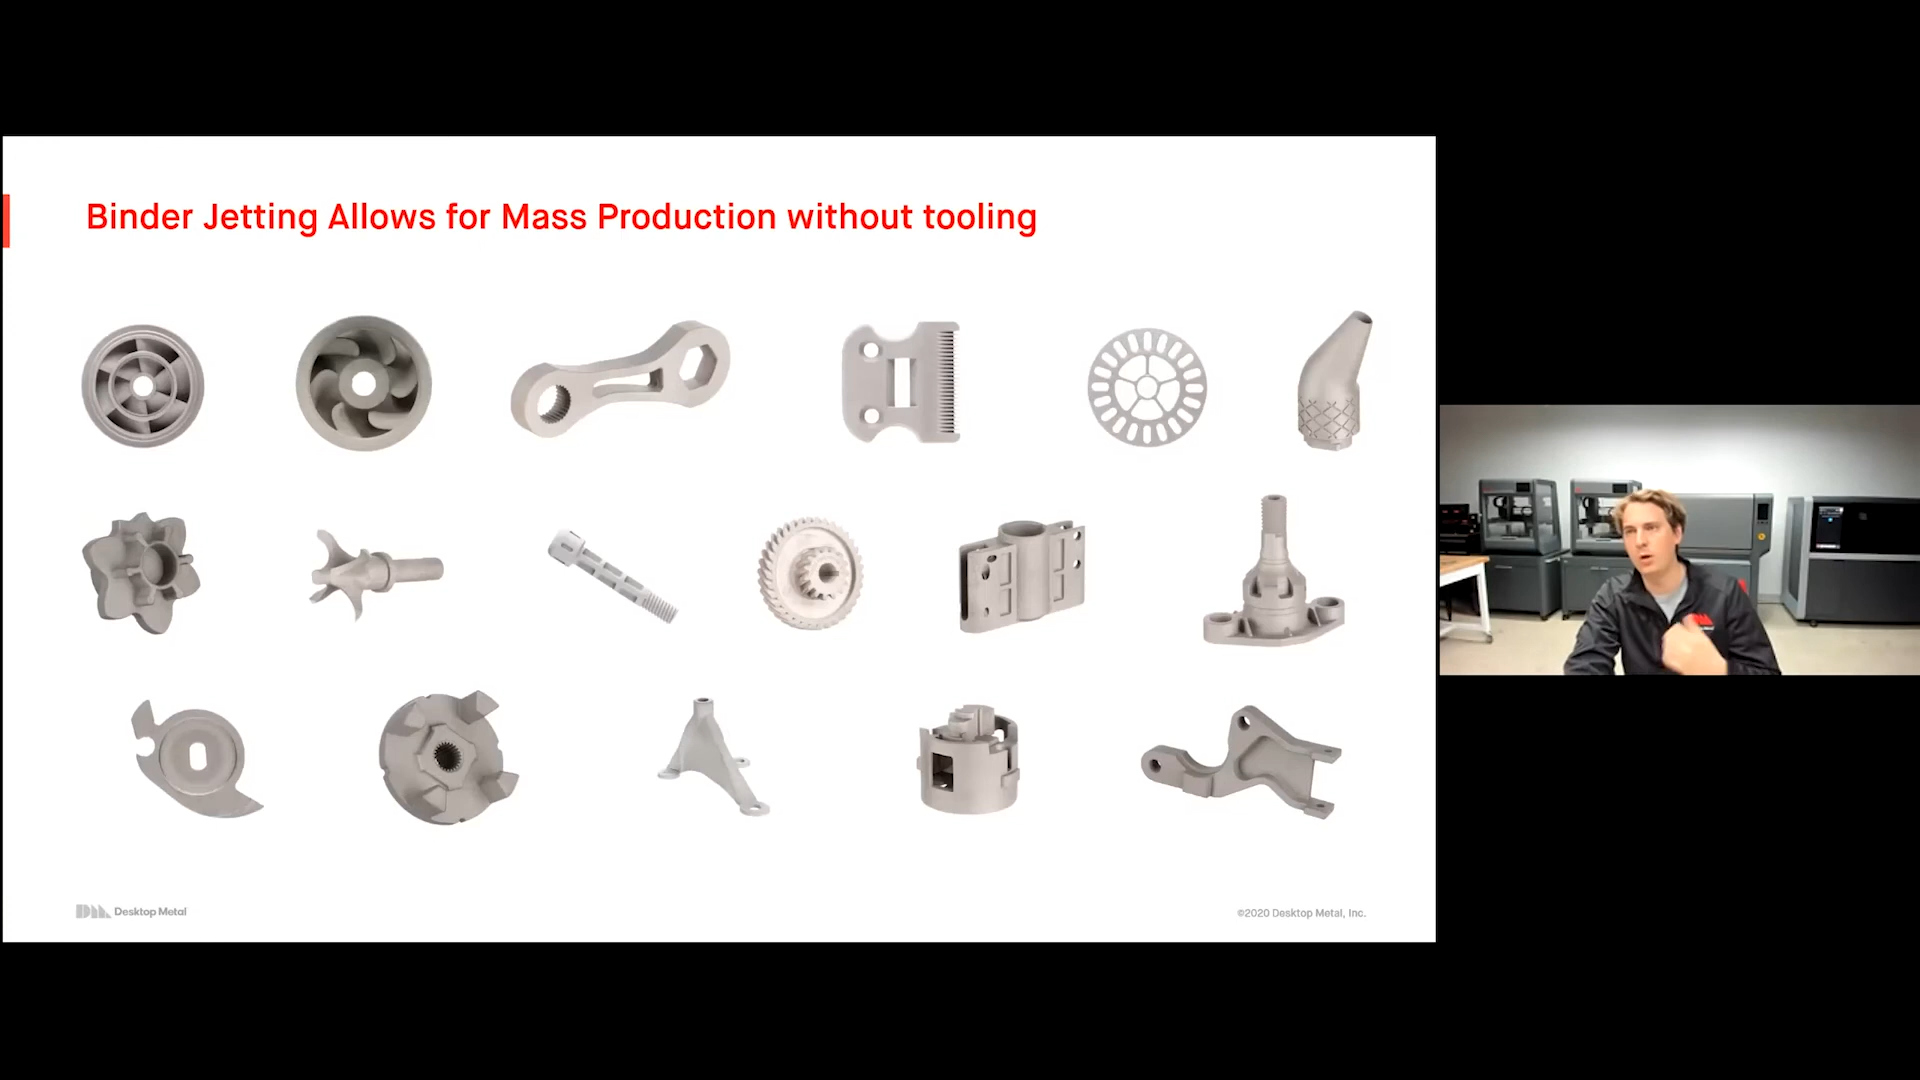 Binder Jetting Allows for Mass Production without tooling
Desktop Metal
©2020 Desktop Metal, Inc.